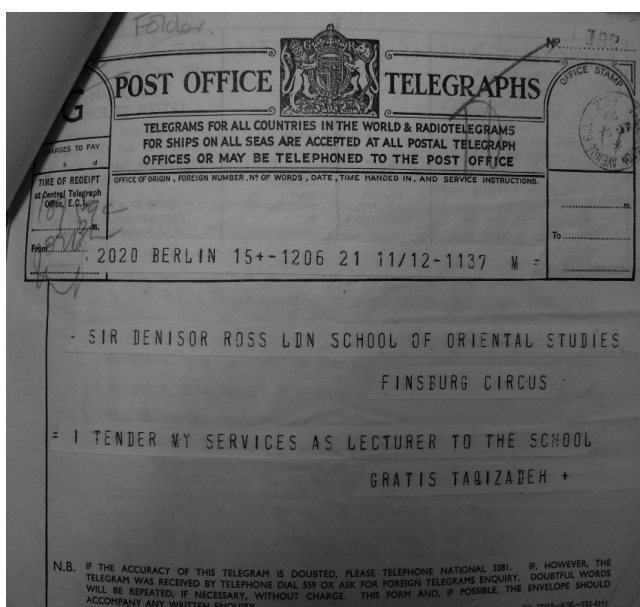 Folder.
Nº
POST OFFICE TELEGRAPHS
OFFICE STAMP
TELEGRAMS FOR ALL COUNTRIES IN THE WORLD & RADIOTELEGRAMS
FOR SHIPS ON ALL SEAS ARE ACCEPTED AT ALL POSTAL TELEGRAPH
OFFICES OR MAY BE TELEPHONED TO THE POST OFFICE
CHARGES TO PAY
s d
TIME OF RECEIPT
at Central Telegraph
Office, E.C.1.
OFFICE OF ORIGIN, FOREIGN NUMBER, Nº OF WORDS, DATE, TIME HANDED IN, AND SERVICE INSTRUCTIONS.
m
m
From
To
2020 BERLIN 15+-1206 21 11/12-1137 M =
- SIR DENISOR ROSS LDN SCHOOL OF ORIENTAL STUDIES
FINSBURG CIRCUS -
= I TENDER MY SERVICES AS LECTURER TO THE SCHOOL
GRATIS TAQIZADEH +
N.B. IF THE ACCURACY OF THIS TELEGRAM IS DOUBTED, PLEASE TELEPHONE NATIONAL 3381. IF, HOWEVER, THE
TELEGRAM WAS RECEIVED BY TELEPHONE DIAL 559 OR ASK FOR FOREIGN TELEGRAMS ENQUIRY. DOUBTFUL WORDS
WILL BE REPEATED, IF NECESSARY, WITHOUT CHARGE. THIS FORM AND, IF POSSIBLE, THE ENVELOPE SHOULD
ACCOMPANY ANY WRITTEN ENQUIRY.